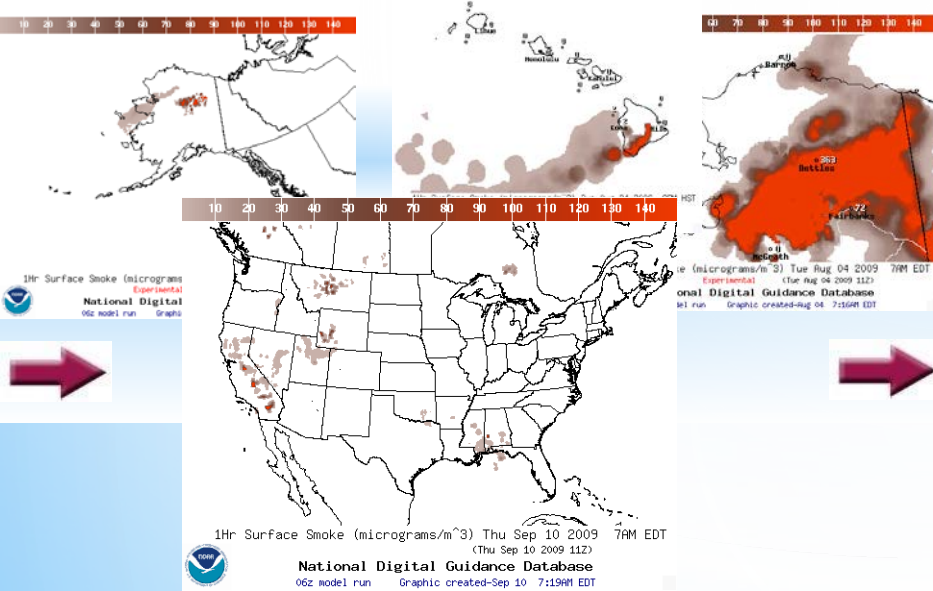 10 20 30 40 50 60 70 80 90 100 110 120 130 140
1Hr Surface Smoke (micrograms
Experimental
National Digital
06z model run Graphi
Lihue
Honolulu
Kahului
Kona
Hilo
HST
60 70 80 90 100 110 120 130 140
Barrow
363
Bettles
72
Fairbanks
McGrath
ke (micrograms/m^3) Tue Aug 04 2009 7AM EDT
Experimental (Tue Aug 04 2009 11Z)
onal Digital Guidance Database
del run Graphic created-Aug 04 7:16AM EDT
10 20 30 40 50 60 70 80 90 100 110 120 130 140
1Hr Surface Smoke (micrograms/m^3) Thu Sep 10 2009 7AM EDT
(Thu Sep 10 2009 11Z)
NOAA
National Digital Guidance Database
06z model run Graphic created-Sep 10 7:19AM EDT